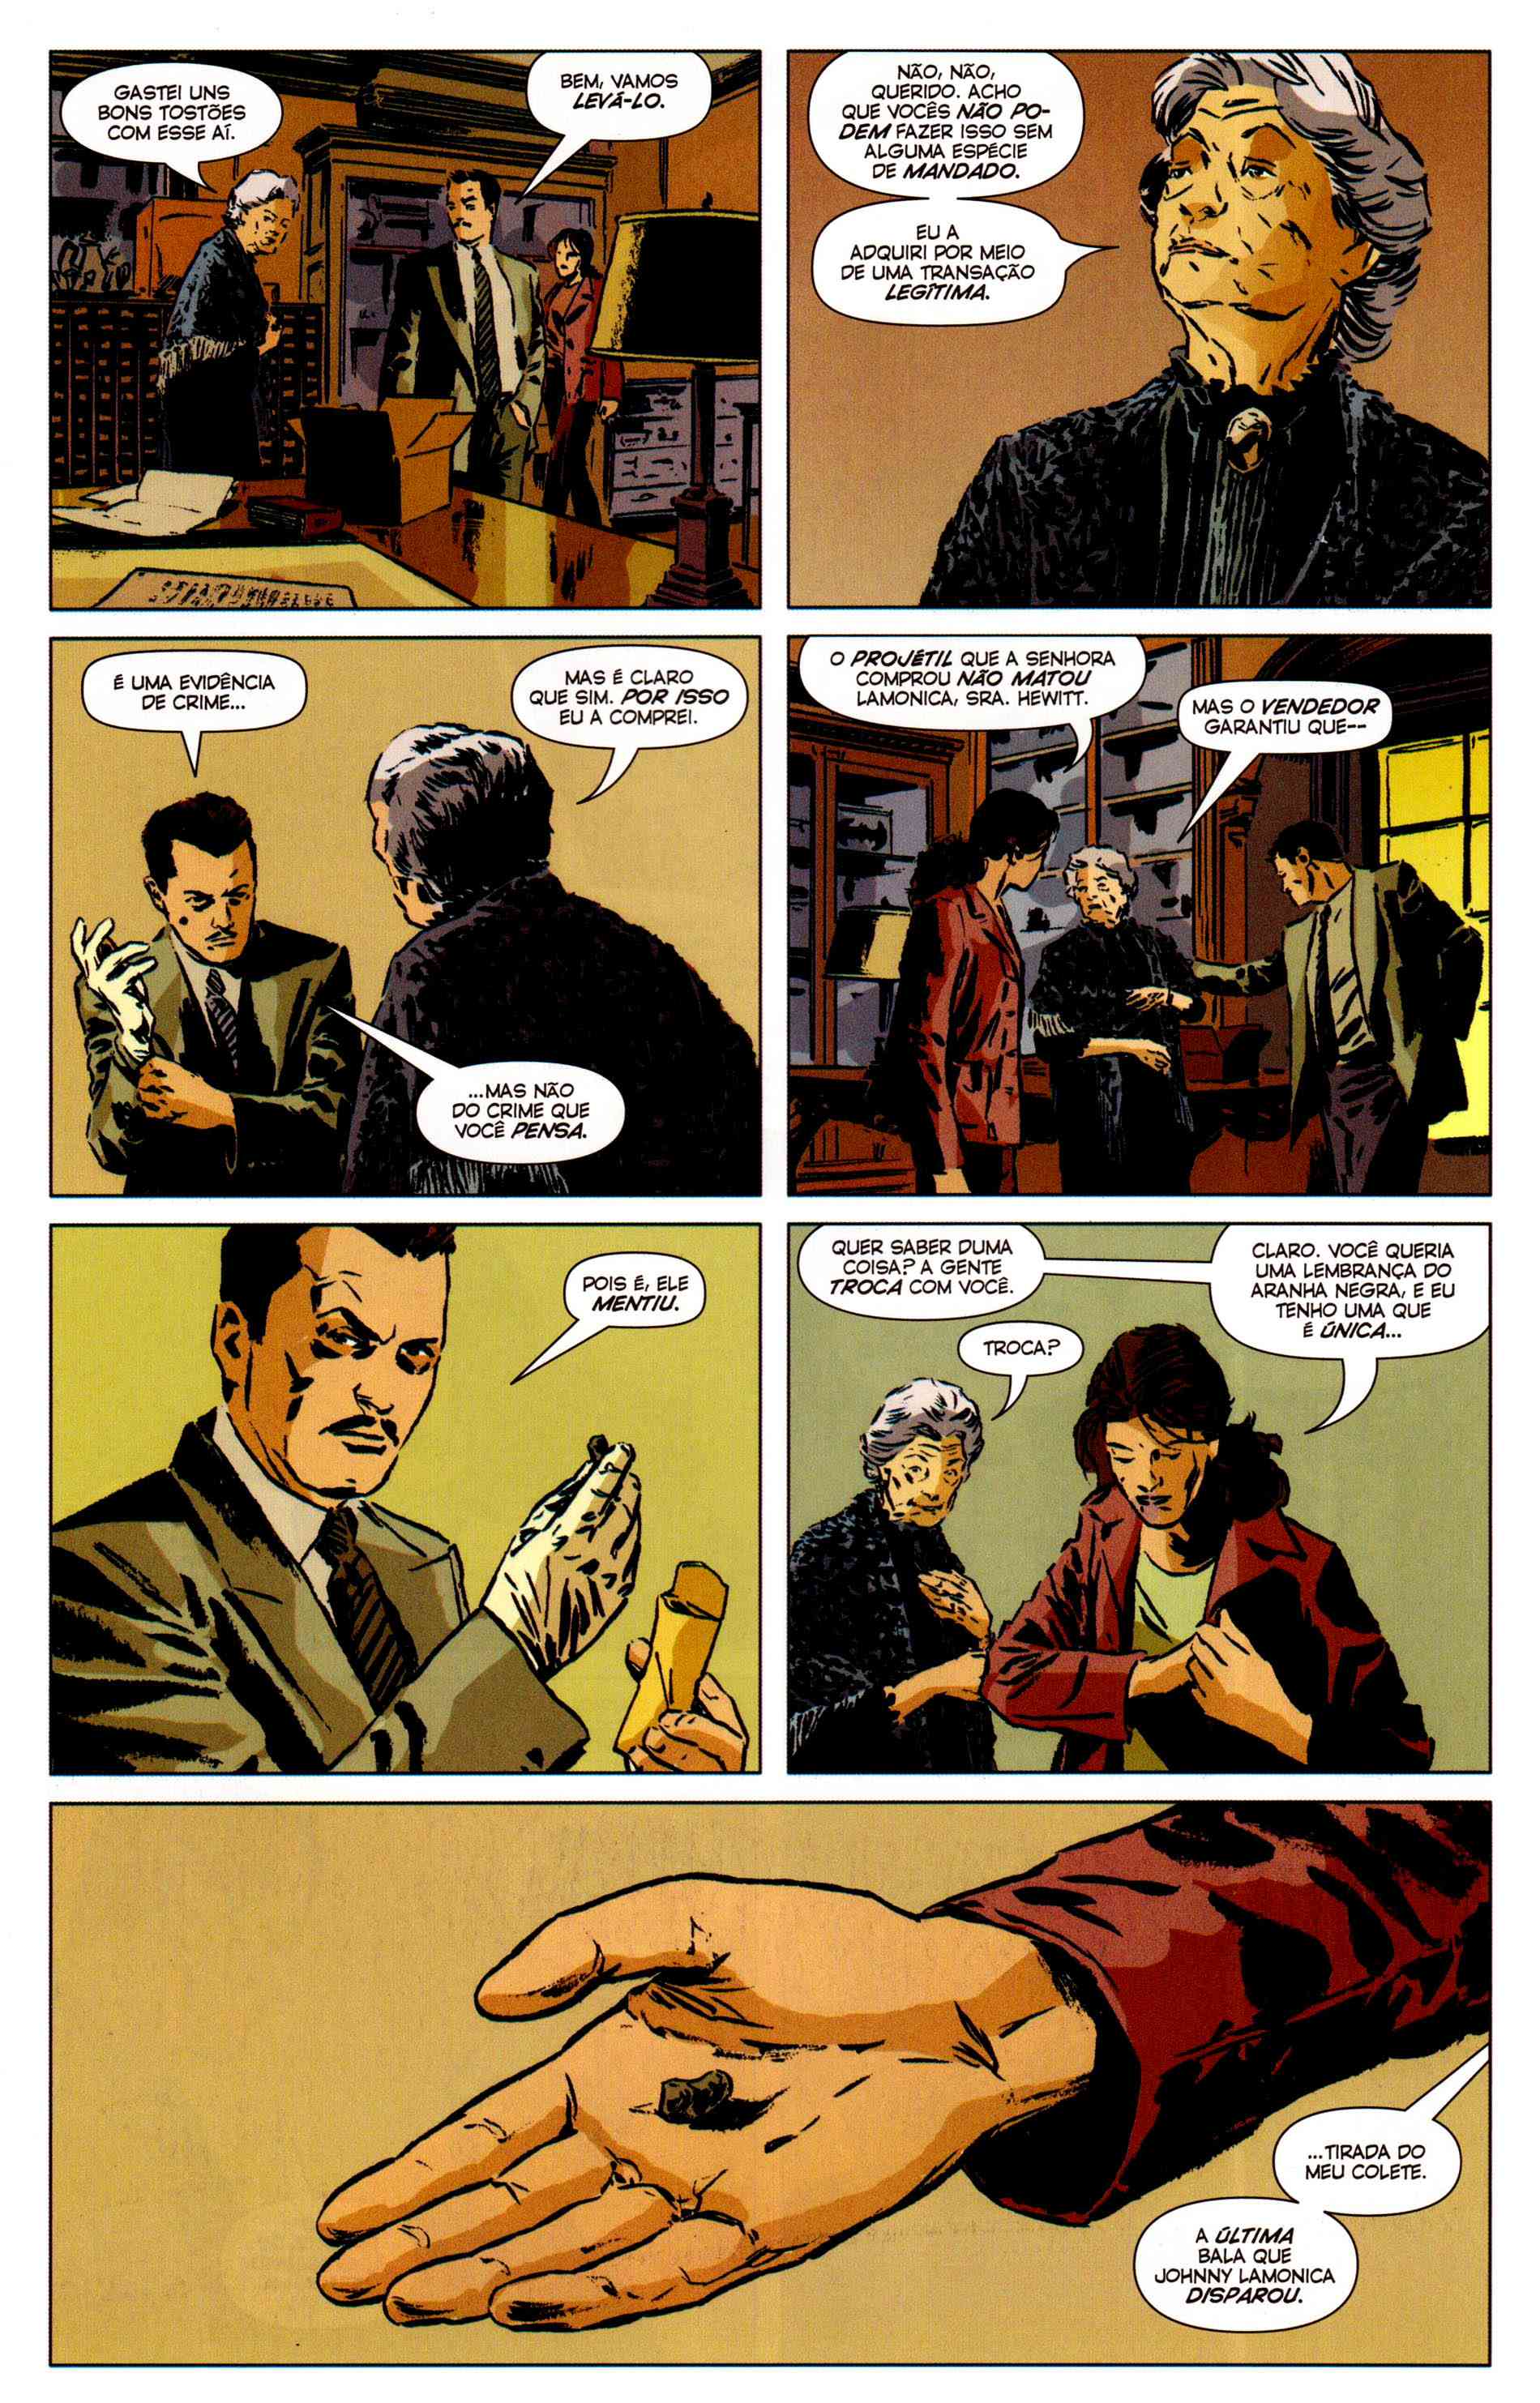 GASTEI UNS
BONS TOSTÕES
COM ESSE AÍ.
BEM, VAMOS
LEVÁ-LO.
NÃO, NÃO,
QUERIDO. ACHO
QUE VOCÊS NÃO PO-
DEM FAZER ISSO SEM
ALGUMA ESPÉCIE
DE MANDADO.
EU A
ADQUIRI POR MEIO
DE UMA TRANSAÇÃO
LEGÍTIMA.
É UMA EVIDÊNCIA
DE CRIME...
MAS É CLARO
QUE SIM. POR ISSO
EU A COMPREI.
...MAS NÃO
DO CRIME QUE
VOCÊ PENSA.
O PROJÉTIL QUE A SENHORA
COMPROU NÃO MATOU
LAMONICA, SRA. HEWITT.
MAS O VENDEDOR
GARANTIU QUE--
POIS É, ELE
MENTIU.
QUER SABER DUMA
COISA? A GENTE
TROCA COM VOCÊ.
TROCA?
CLARO. VOCÊ QUERIA
UMA LEMBRANÇA DO
ARANHA NEGRA, E EU
TENHO UMA QUE
É ÚNICA...
...TIRADA DO
MEU COLETE.
A ÚLTIMA
BALA QUE
JOHNNY LAMONICA
DISPAROU.